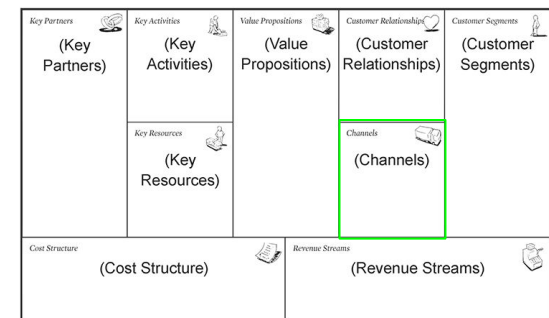 Key Partners
(Key
Partners)
Key Activities
(Key
Activities)
Value Propositions
(Value
Propositions)
Customer Relationships
(Customer
Relationships)
Customer Segments
(Customer
Segments)
Key Resources
(Key
Resources)
Channels
(Channels)
Cost Structure
(Cost Structure)
Revenue Streams
(Revenue Streams)